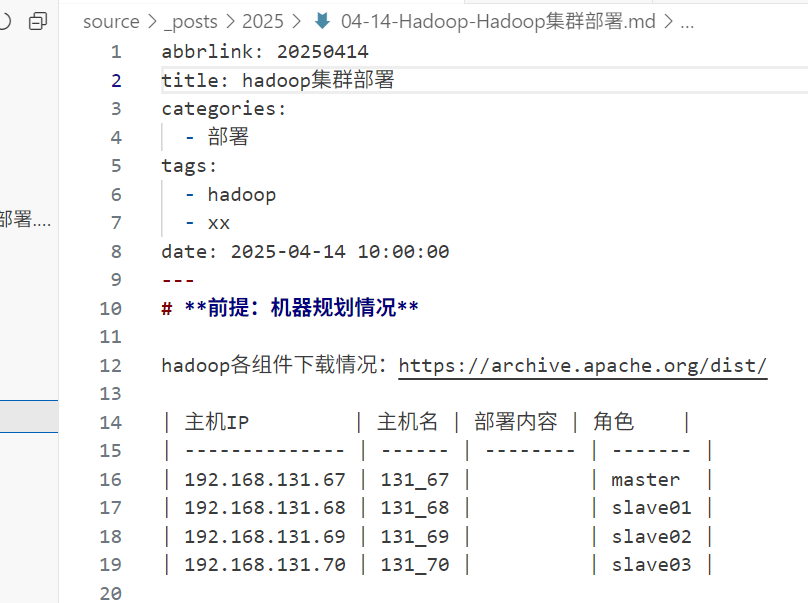 source > _posts > 2025 > 04-14-Hadoop-Hadoop集群部署.md > ...
1 abbrlink: 20250414
2 title: hadoop集群部署
3 categories:
4 - 部署
5 tags:
6 - hadoop
部署....
7 - xx
8 date: 2025-04-14 10:00:00
9 ---
10 # **前提：机器规划情况**
11
12 hadoop各组件下载情况：https://archive.apache.org/dist/
13
14 | 主机IP | 主机名 | 部署内容 | 角色 |
15 | -------------- | ------ | -------- | ------- |
16 | 192.168.131.67 | 131_67 | | master |
17 | 192.168.131.68 | 131_68 | | slave01 |
18 | 192.168.131.69 | 131_69 | | slave02 |
19 | 192.168.131.70 | 131_70 | | slave03 |
20